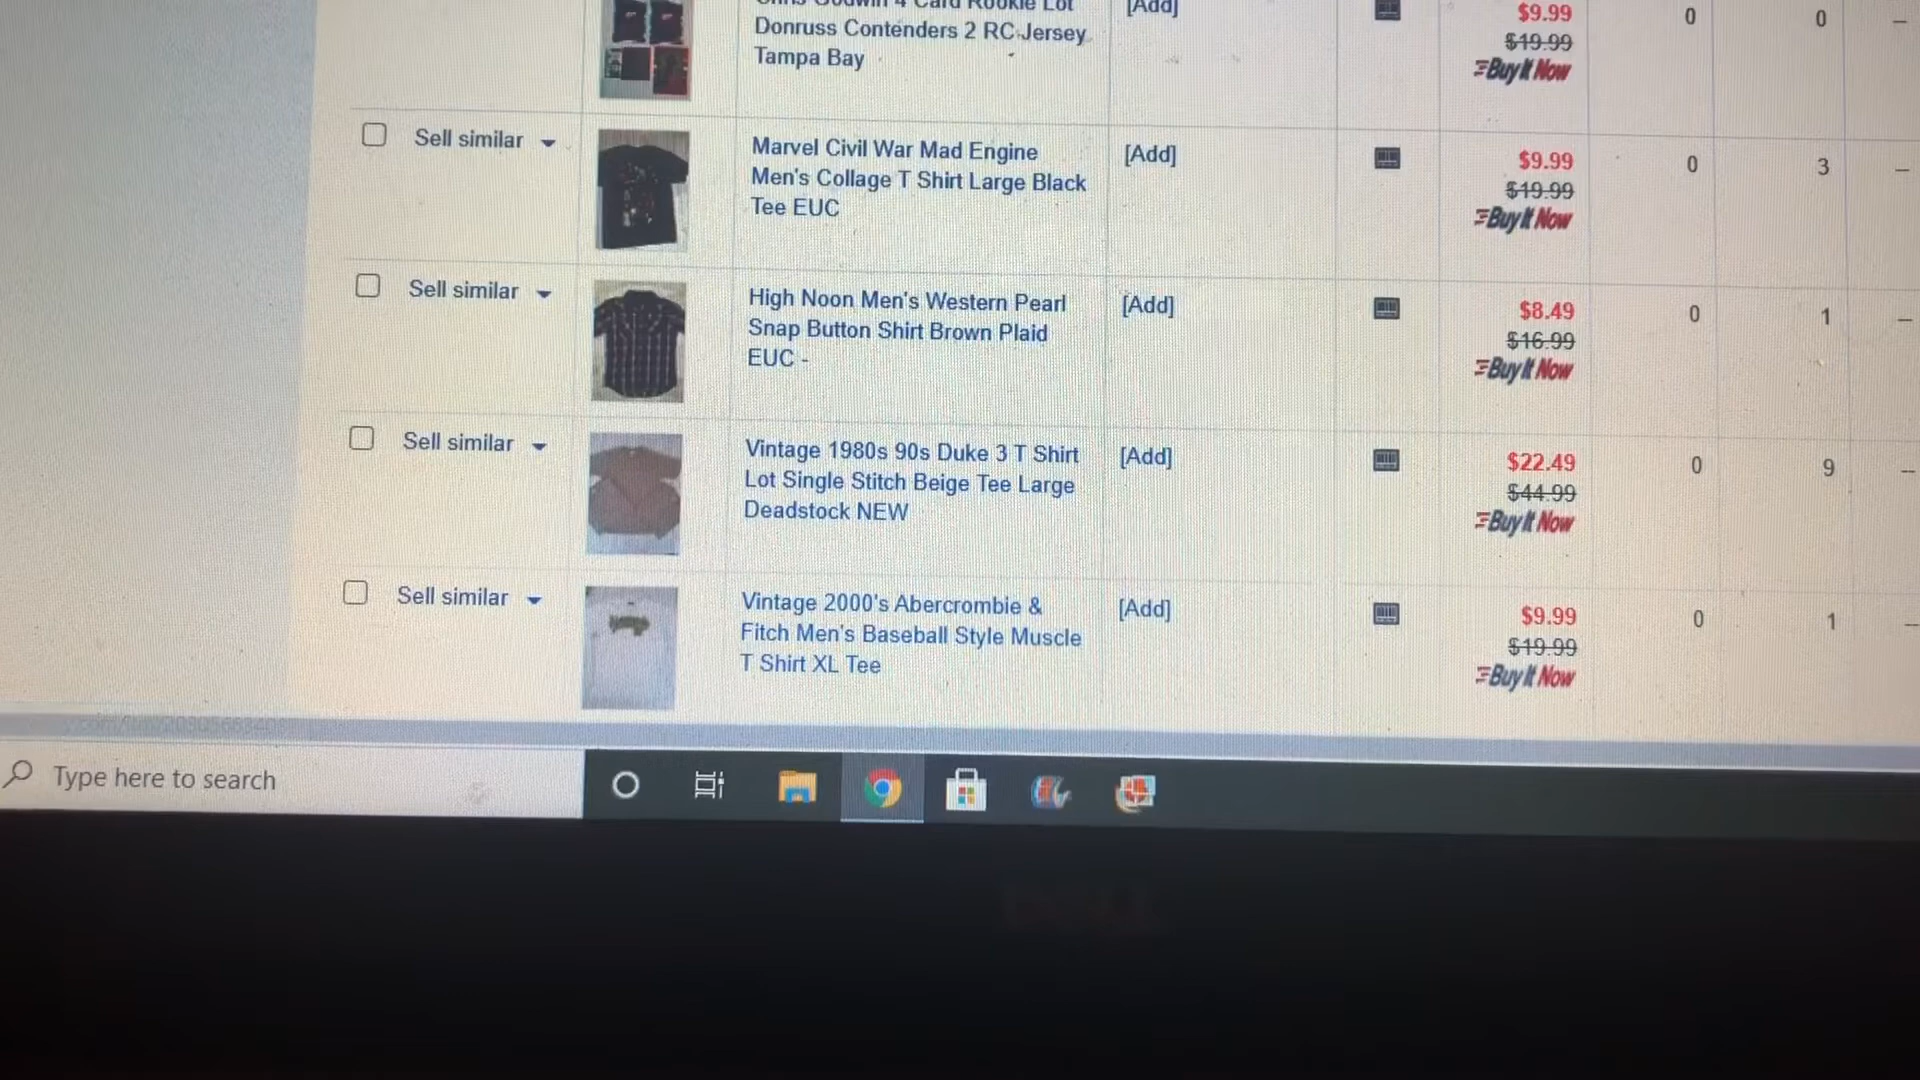 Donruss Contenders 2 RC Jersey
Tampa Bay
[Add]
$9.99
$19.99
Buy It Now
0
0
–
Sell similar
Marvel Civil War Mad Engine
Men's Collage T Shirt Large Black
Tee EUC
[Add]
$9.99
$19.99
Buy It Now
0
3
–
Sell similar
High Noon Men's Western Pearl
Snap Button Shirt Brown Plaid
EUC -
[Add]
$8.49
$16.99
Buy It Now
0
1
–
Sell similar
Vintage 1980s 90s Duke 3 T Shirt
Lot Single Stitch Beige Tee Large
Deadstock NEW
[Add]
$22.49
$44.99
Buy It Now
0
9
–
Sell similar
Vintage 2000's Abercrombie &
Fitch Men's Baseball Style Muscle
T Shirt XL Tee
[Add]
$9.99
$19.99
Buy It Now
0
1
–
Type here to search